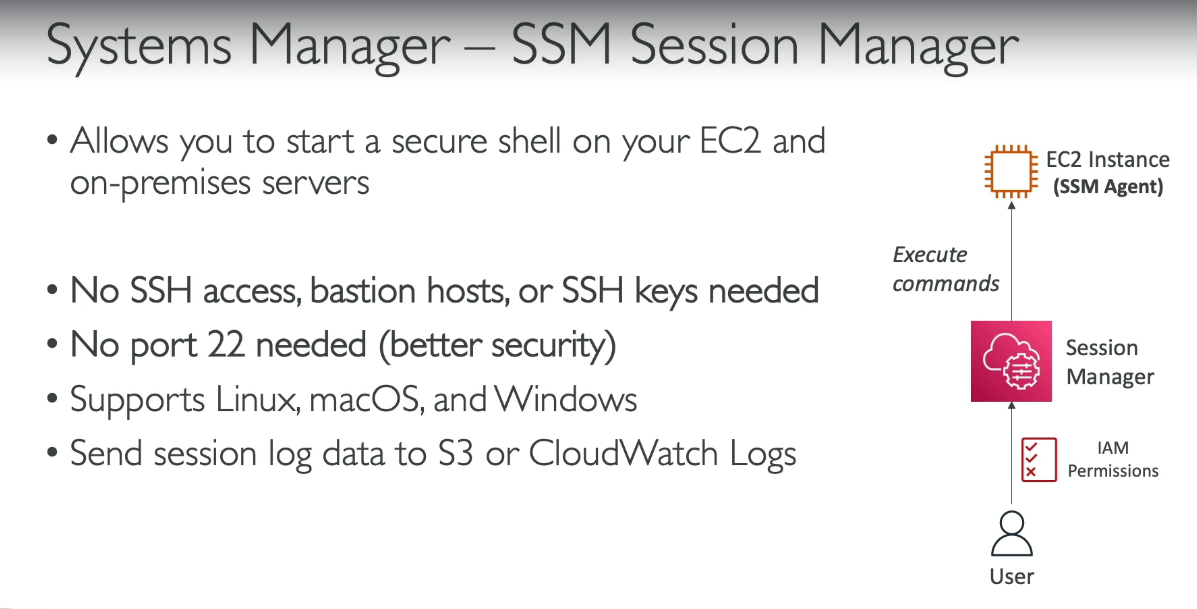 Systems Manager – SSM Session Manager
• Allows you to start a secure shell on your EC2 and
on-premises servers
• No SSH access, bastion hosts, or SSH keys needed
• No port 22 needed (better security)
• Supports Linux, macOS, and Windows
• Send session log data to S3 or CloudWatch Logs
EC2 Instance
(SSM Agent)
Execute
commands
Session
Manager
IAM
Permissions
User